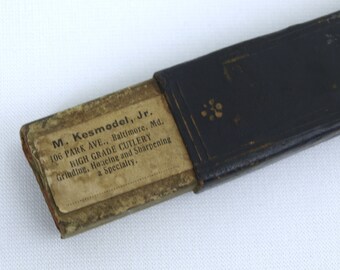 M. Kesmodel, Jr.
106 PARK AVE., Baltimore, Md.
HIGH GRADE CUTLERY
Grinding, Honing and Sharpening
a Specialty.